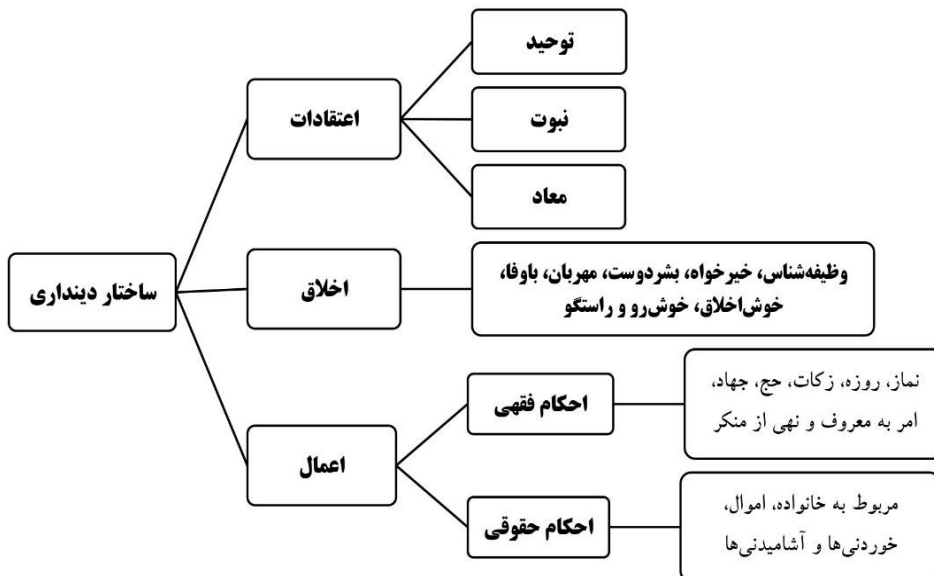 ساختار دینداری
اعتقادات
توحید
نبوت
معاد
اخلاق
وظیفه‌شناس، خیرخواه، بشردوست، مهربان، باوفا،
خوش‌اخلاق، خوش‌رو و راستگو
اعمال
احکام فقهی
نماز، روزه، زکات، حج، جهاد،
امر به معروف و نهی از منکر
احکام حقوقی
مربوط به خانواده، اموال،
خوردنی‌ها و آشامیدنی‌ها